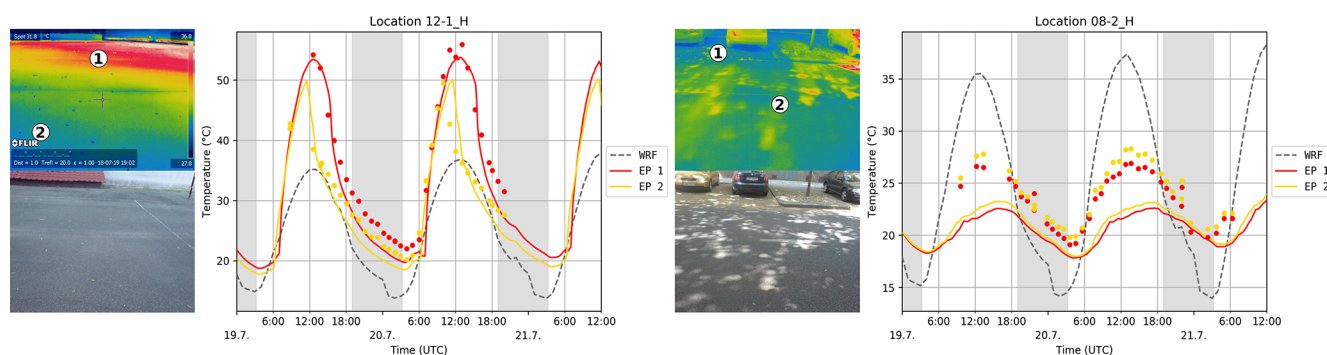 Location 12-1_H
Spot 31.8 °C
36.8
1
2
FLIR
Dist = 1.0 Trefl = 20.0 ε = 1.00 18-07-19 19:02
27.8
Temperature (°C)
50
40
30
20
6:00 12:00 18:00 6:00 12:00 18:00 6:00 12:00
19.7. 20.7. 21.7.
Time (UTC)
WRF
EP 1
EP 2
Location 08-2_H
1
2
Temperature (°C)
35
30
25
20
15
6:00 12:00 18:00 6:00 12:00 18:00 6:00 12:00
19.7. 20.7. 21.7.
Time (UTC)
WRF
EP 1
EP 2